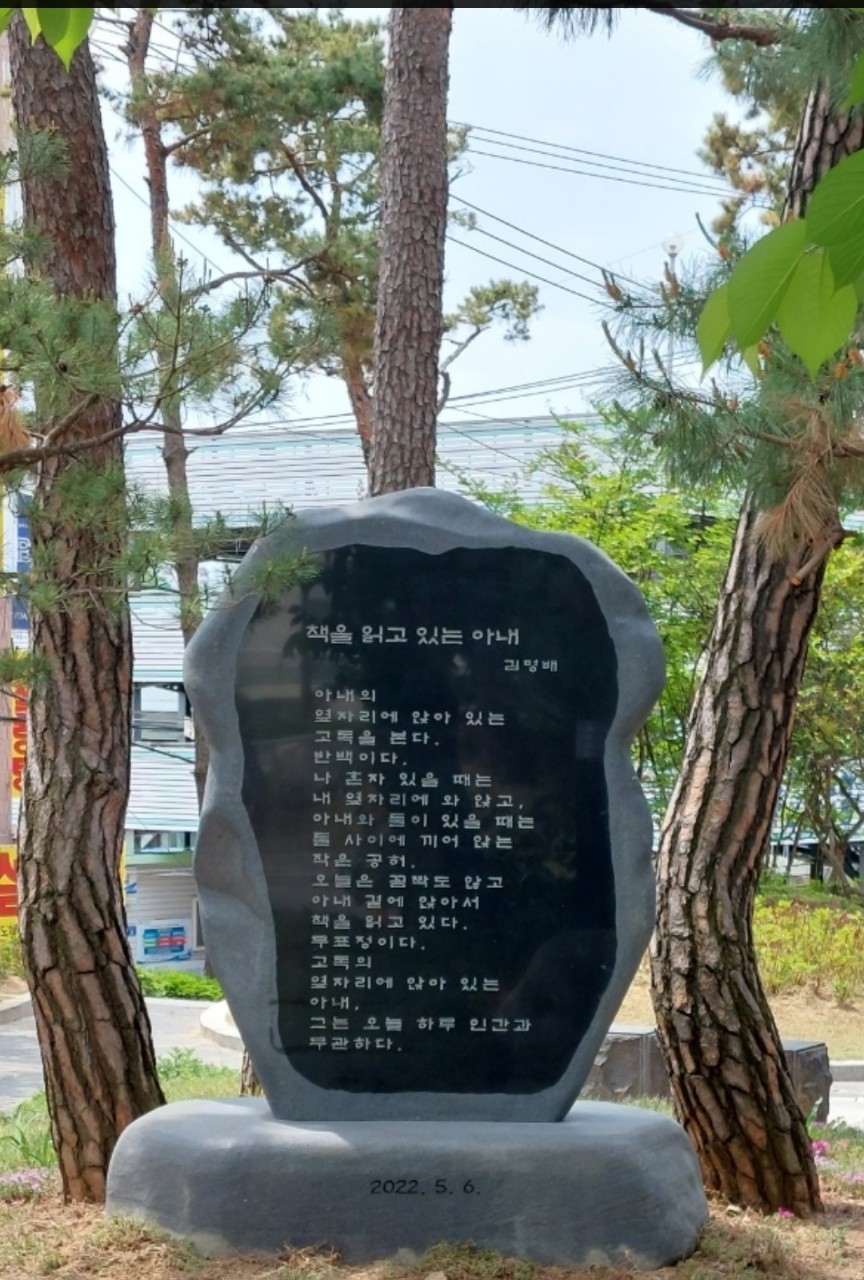 책을 읽고 있는 아내
김명배
아내의
옆자리에 앉아 있는
고독을 본다.
반백이다.
나 혼자 있을 때는
내 옆자리에 와 앉고,
아내와 둘이 있을 때는
둘 사이에 끼어 앉는
작은 공허.
오늘은 꼼짝도 않고
아내 곁에 앉아서
책을 읽고 있다.
무표정이다.
고독의
옆자리에 앉아 있는
아내,
그는 오늘 하루 인간과
무관하다.
2022. 5. 6.